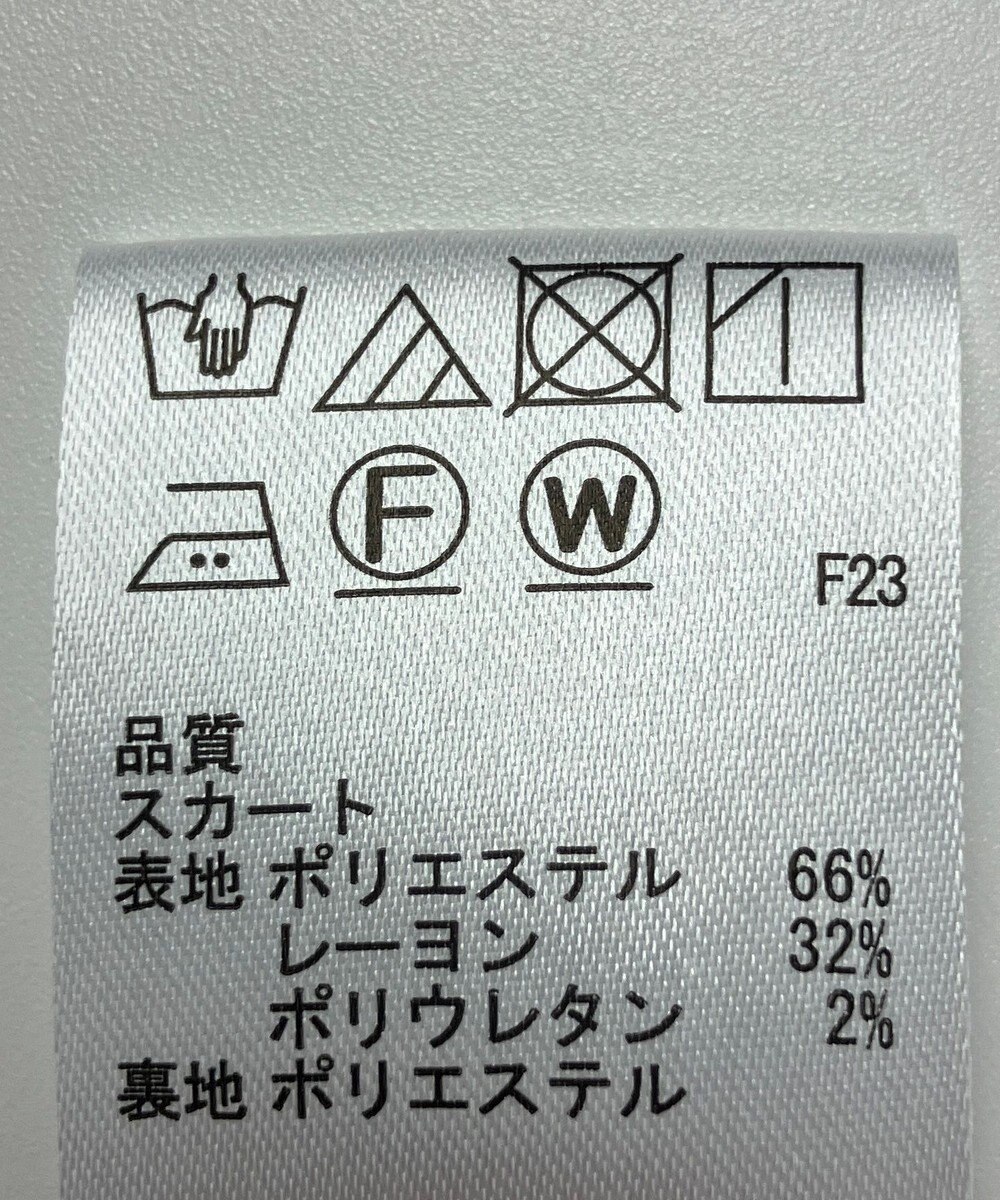 F W
F23
品質
スカート
表地 ポリエステル 66%
レーヨン 32%
ポリウレタン 2%
裏地 ポリエステル